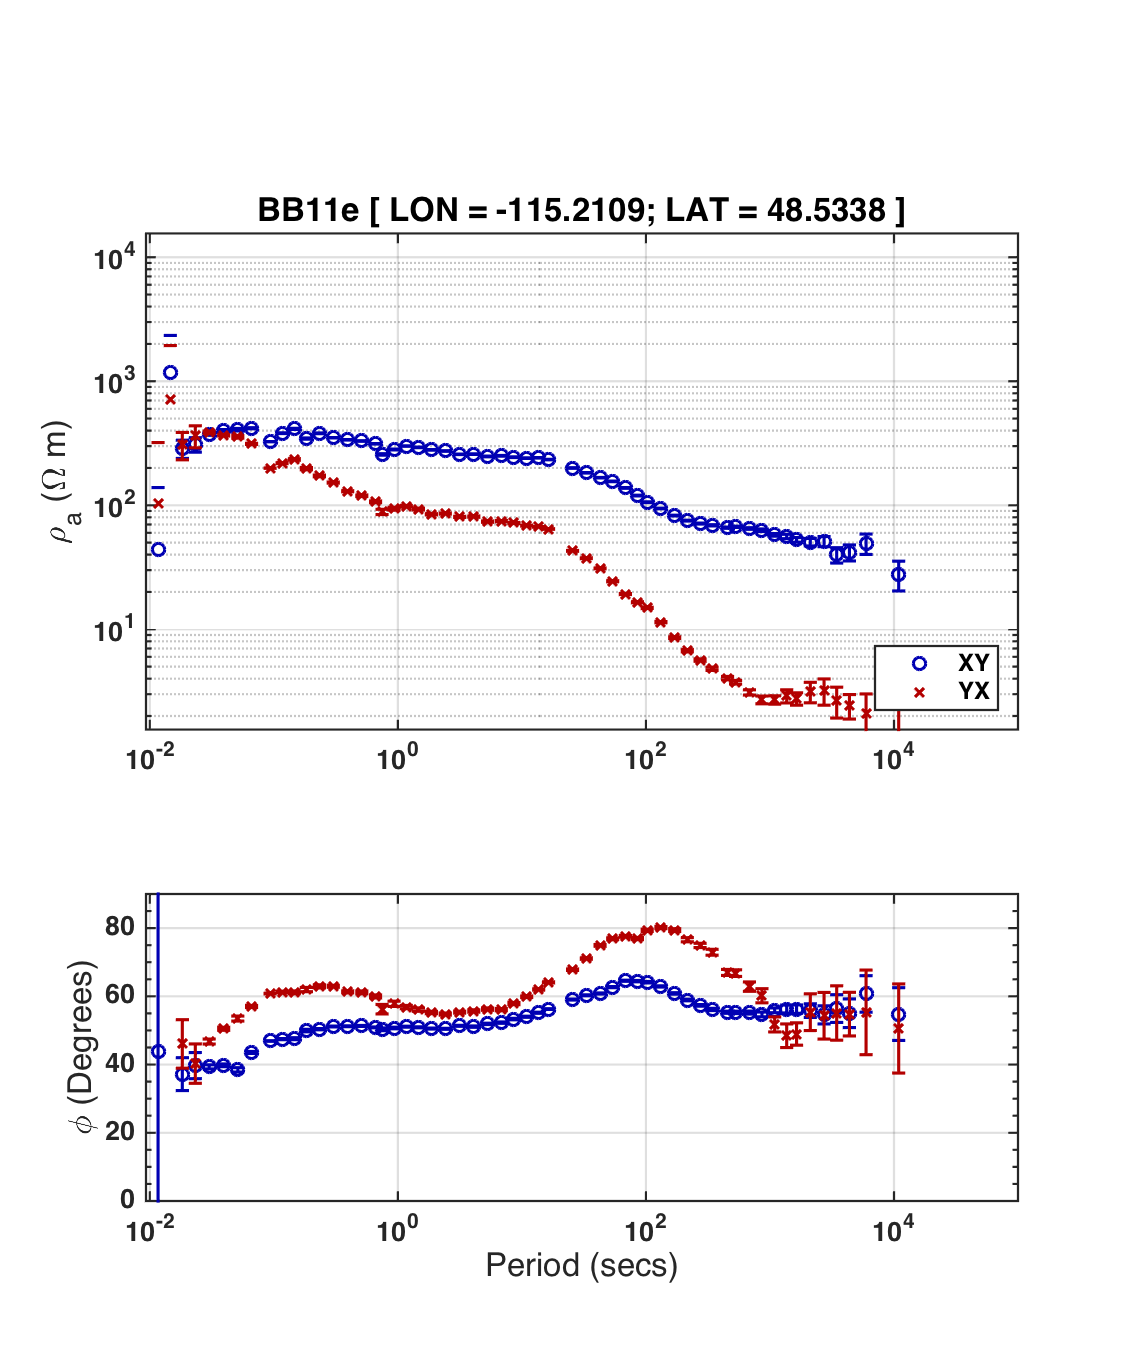 BB11e [ LON = -115.2109; LAT = 48.5338 ]
10^4
10^3
10^2
10^1
ρ_a (Ω m)
XY
YX
10^-2 10^0 10^2 10^4
80
60
40
20
0
ϕ (Degrees)
10^-2 10^0 10^2 10^4
Period (secs)